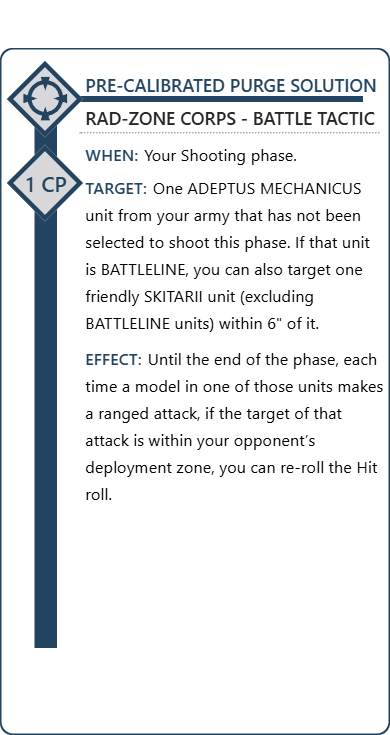 PRE-CALIBRATED PURGE SOLUTION
RAD-ZONE CORPS - BATTLE TACTIC
WHEN: Your Shooting phase.
1 CP
TARGET: One ADEPTUS MECHANICUS
unit from your army that has not been
selected to shoot this phase. If that unit
is BATTLELINE, you can also target one
friendly SKITARII unit (excluding
BATTLELINE units) within 6" of it.
EFFECT: Until the end of the phase, each
time a model in one of those units makes
a ranged attack, if the target of that
attack is within your opponent’s
deployment zone, you can re-roll the Hit
roll.